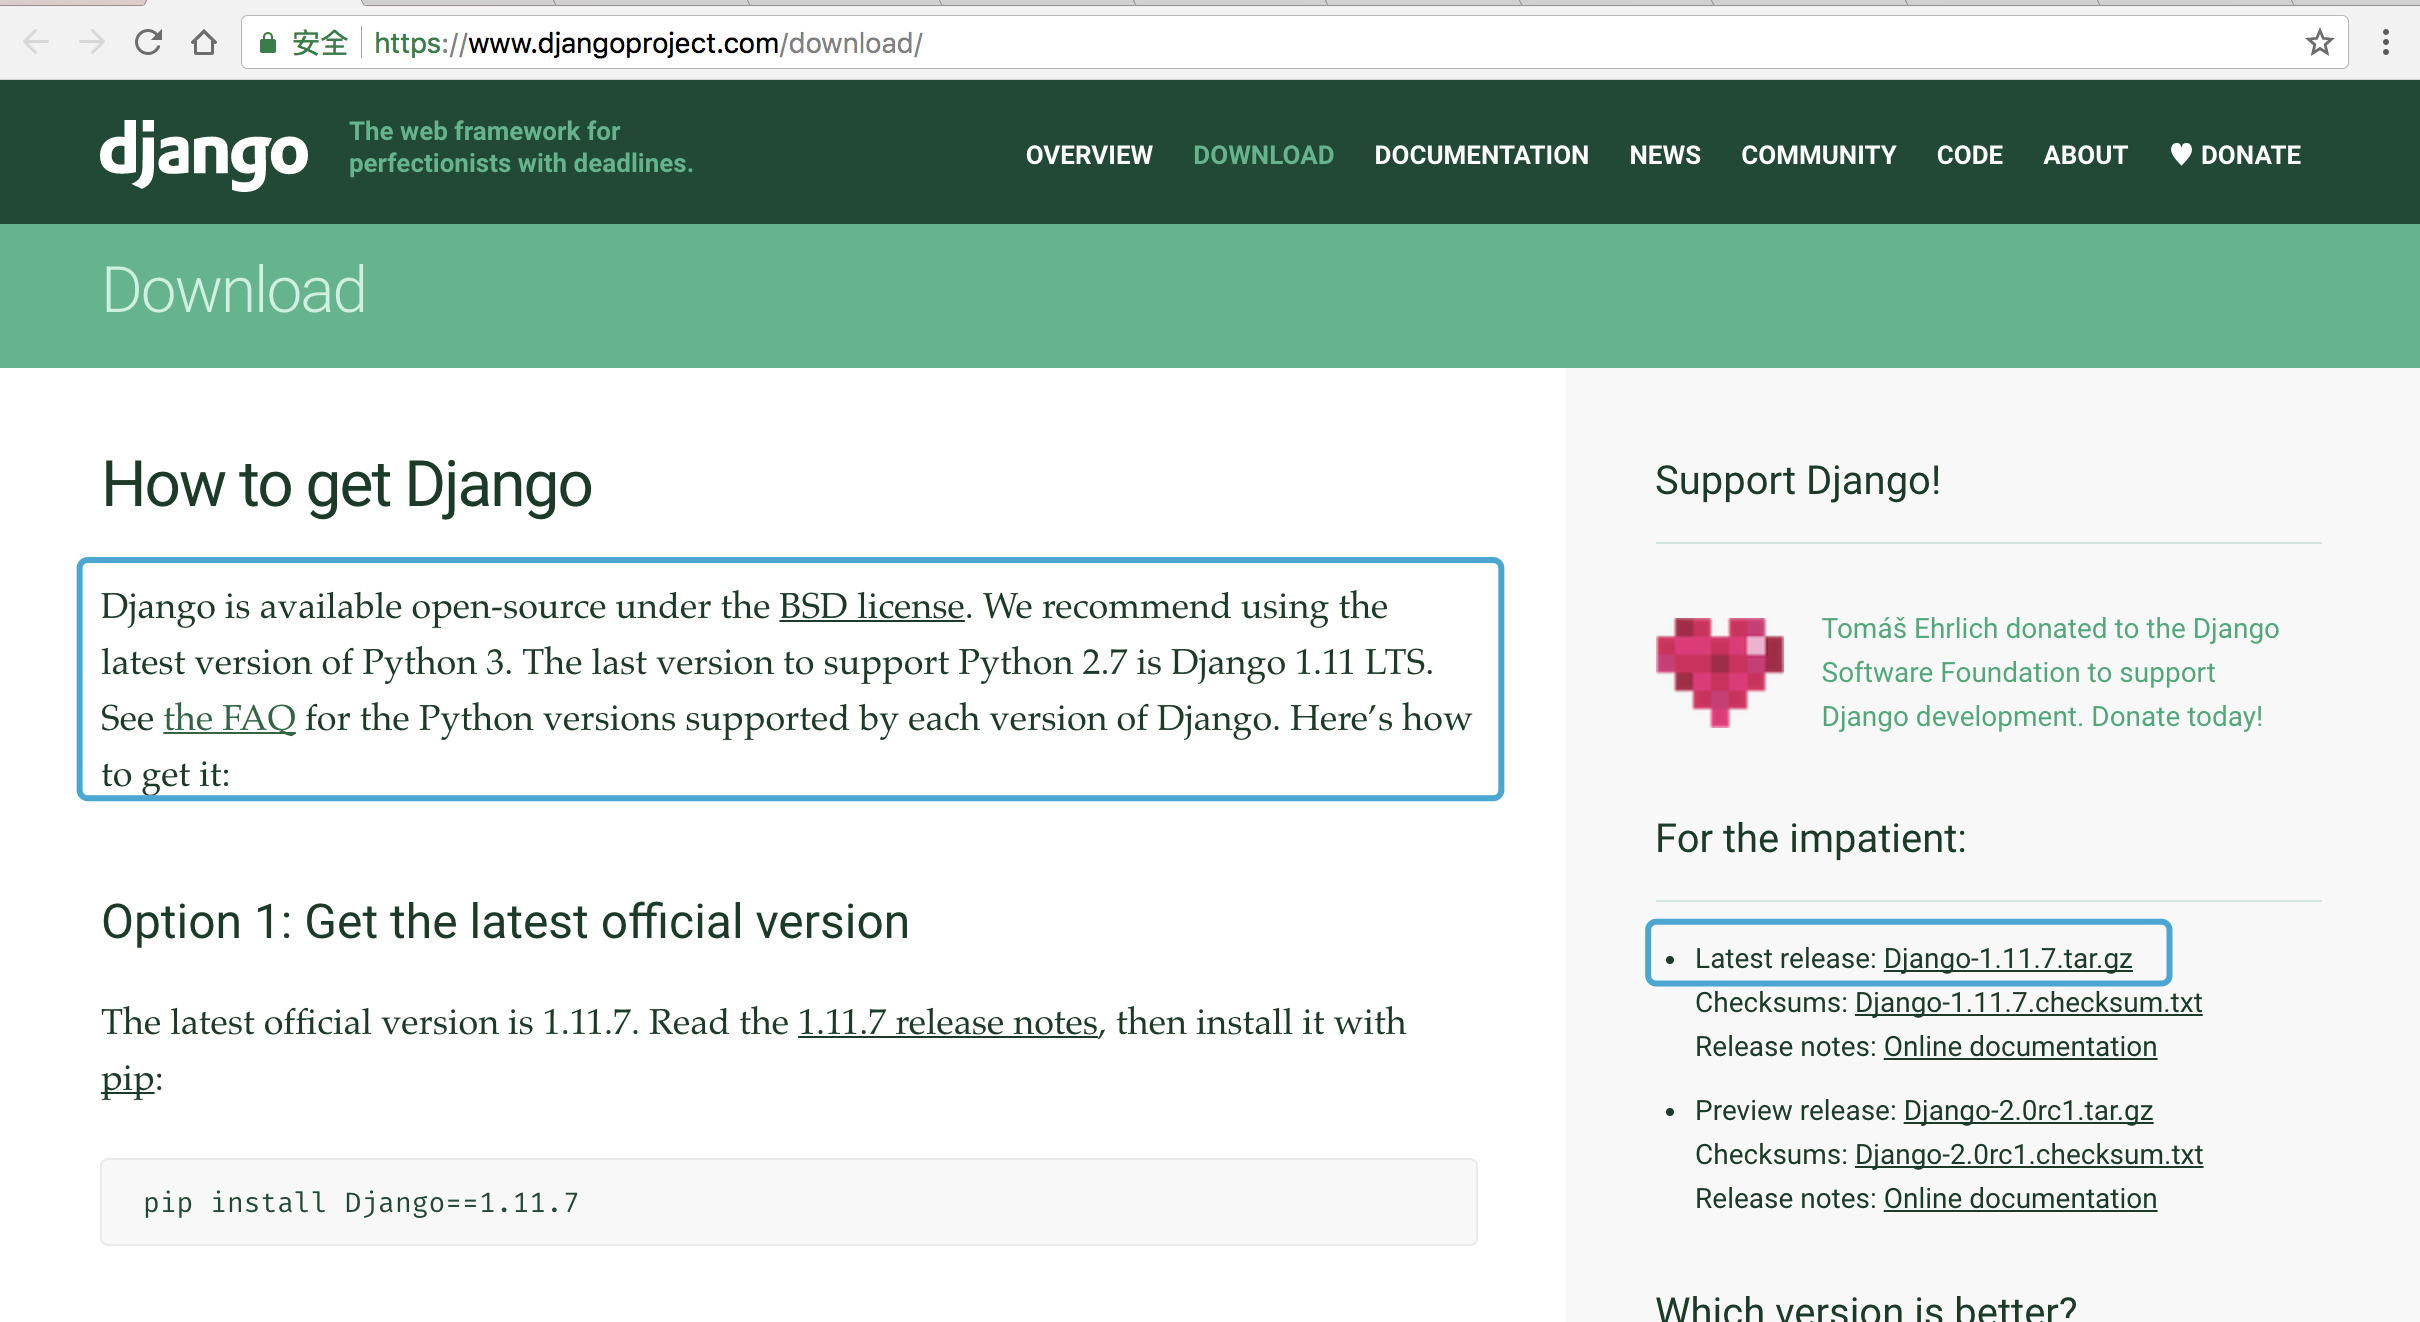 安全 https://www.djangoproject.com/download/
django
The web framework for
perfectionists with deadlines.
OVERVIEW DOWNLOAD DOCUMENTATION NEWS COMMUNITY CODE ABOUT DONATE
Download
How to get Django
Django is available open-source under the BSD license. We recommend using the
latest version of Python 3. The last version to support Python 2.7 is Django 1.11 LTS.
See the FAQ for the Python versions supported by each version of Django. Here’s how
to get it:
Option 1: Get the latest official version
The latest official version is 1.11.7. Read the 1.11.7 release notes, then install it with
pip:
pip install Django==1.11.7
Support Django!
Tomáš Ehrlich donated to the Django
Software Foundation to support
Django development. Donate today!
For the impatient:
• Latest release: Django-1.11.7.tar.gz
Checksums: Django-1.11.7.checksum.txt
Release notes: Online documentation
• Preview release: Django-2.0rc1.tar.gz
Checksums: Django-2.0rc1.checksum.txt
Release notes: Online documentation
Which version is better?